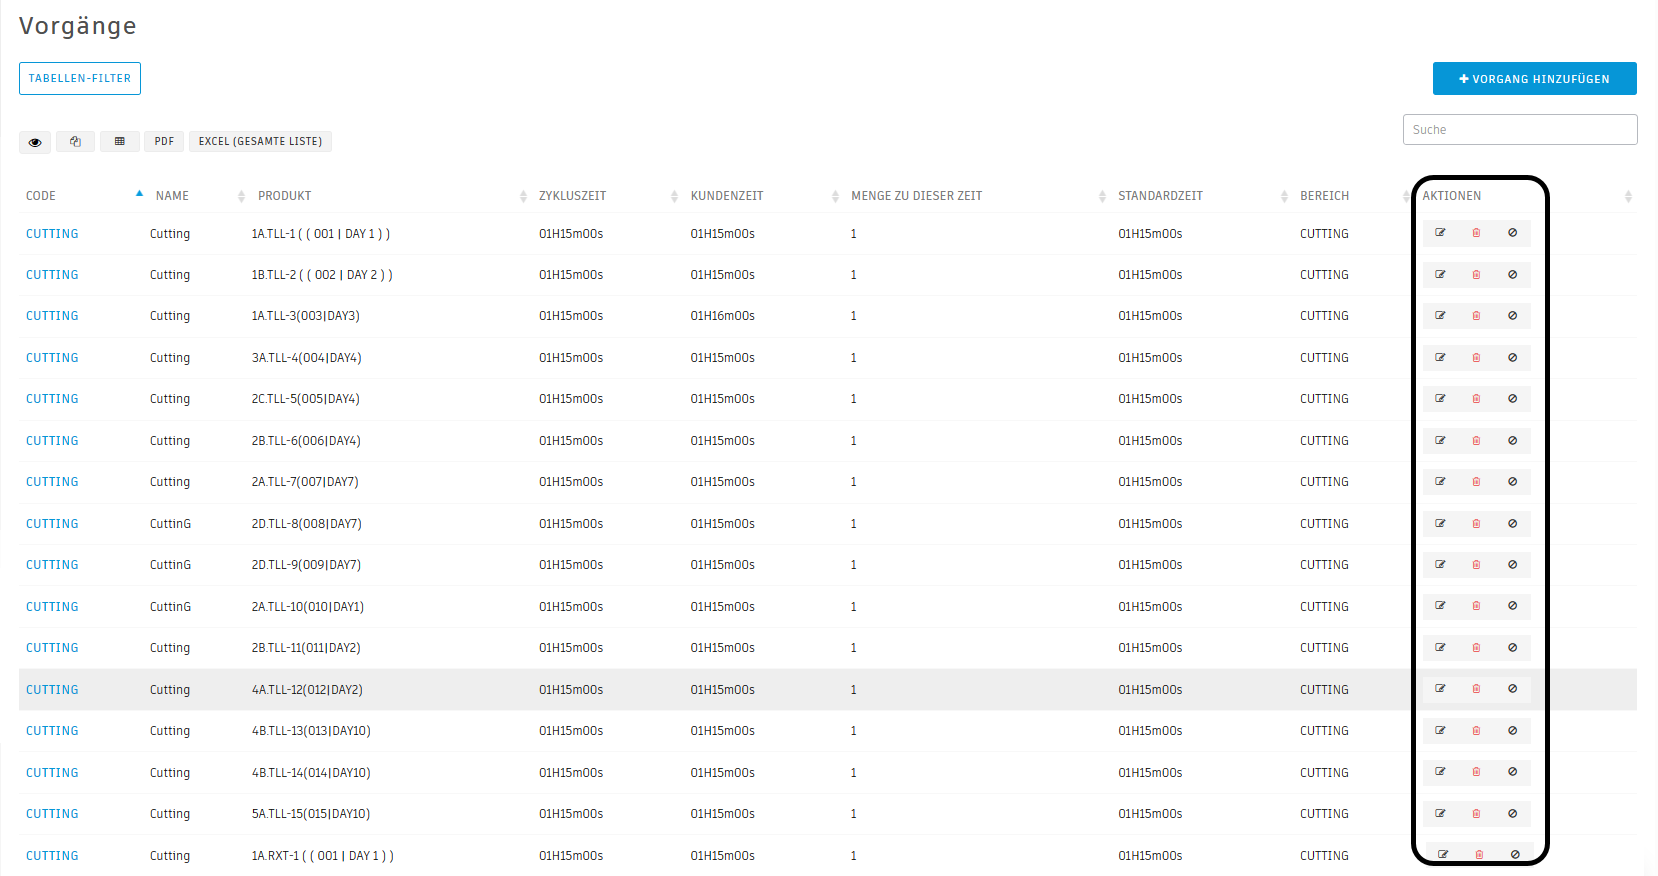 Vorgänge
TABELLEN-FILTER
VORGANG HINZUFÜGEN
Suche
PDF EXCEL (GESAMTE LISTE)
CODE NAME PRODUKT ZYKLUSZEIT KUNDENZEIT MENGE ZU DIESER ZEIT STANDARDZEIT BEREICH AKTIONEN
CUTTING Cutting 1A.TLL-1 ( ( 001 | DAY 1 ) ) 01H15m00s 01H15m00s 1 01H15m00s CUTTING
CUTTING Cutting 1B.TLL-2 ( ( 002 | DAY 2 ) ) 01H15m00s 01H15m00s 1 01H15m00s CUTTING
CUTTING Cutting 1A.TLL-3(003|DAY3) 01H15m00s 01H16m00s 1 01H15m00s CUTTING
CUTTING Cutting 3A.TLL-4(004|DAY4) 01H15m00s 01H15m00s 1 01H15m00s CUTTING
CUTTING Cutting 2C.TLL-5(005|DAY4) 01H15m00s 01H15m00s 1 01H15m00s CUTTING
CUTTING Cutting 2B.TLL-6(006|DAY4) 01H15m00s 01H15m00s 1 01H15m00s CUTTING
CUTTING Cutting 2A.TLL-7(007|DAY7) 01H15m00s 01H15m00s 1 01H15m00s CUTTING
CUTTING CuttinG 2D.TLL-8(008|DAY7) 01H15m00s 01H15m00s 1 01H15m00s CUTTING
CUTTING CuttinG 2D.TLL-9(009|DAY7) 01H15m00s 01H15m00s 1 01H15m00s CUTTING
CUTTING CuttinG 2A.TLL-10(010|DAY1) 01H15m00s 01H15m00s 1 01H15m00s CUTTING
CUTTING Cutting 2B.TLL-11(011|DAY2) 01H15m00s 01H15m00s 1 01H15m00s CUTTING
CUTTING Cutting 4A.TLL-12(012|DAY2) 01H15m00s 01H15m00s 1 01H15m00s CUTTING
CUTTING Cutting 4B.TLL-13(013|DAY10) 01H15m00s 01H15m00s 1 01H15m00s CUTTING
CUTTING Cutting 4B.TLL-14(014|DAY10) 01H15m00s 01H15m00s 1 01H15m00s CUTTING
CUTTING Cutting 5A.TLL-15(015|DAY10) 01H15m00s 01H15m00s 1 01H15m00s CUTTING
CUTTING Cutting 1A.RXT-1 ( ( 001 | DAY 1 ) ) 01H15m00s 01H15m00s 1 01H15m00s CUTTING